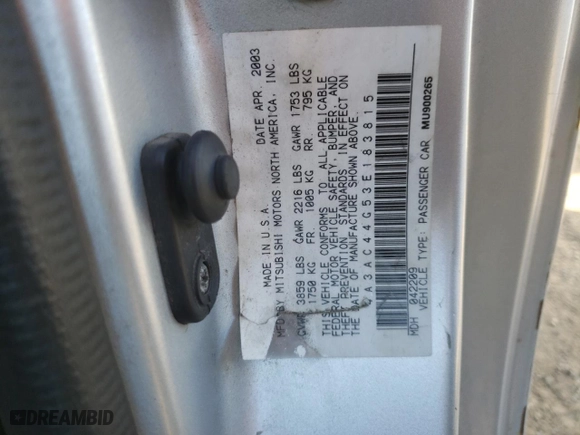 MADE IN U S A DATE APR. 2003
MFD BY MITSUBISHI MOTORS NORTH AMERICA, INC.
3859 LBS GAWR 2216 LBS GAWR 1753 LBS
1750 KG FR. 1005 KG RR. 795 KG
THIS VEHICLE CONFORMS TO ALL APPLICABLE
FEDERAL MOTOR VEHICLE SAFETY, BUMPER, AND
THEFT PREVENTION STANDARDS IN EFFECT ON
THE DATE OF MANUFACTURE SHOWN ABOVE.
A3AC44G53E183815
MDH 042209
VEHICLE TYPE: PASSENGER CAR MU900265
DREAMBID